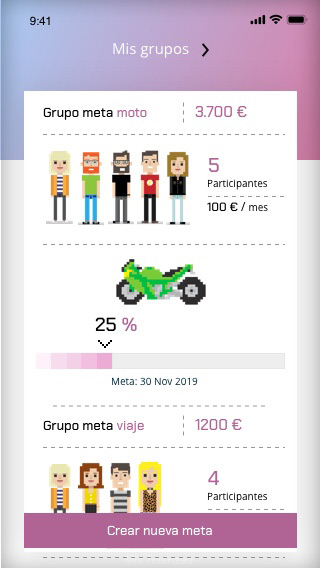 9:41
Mis grupos
Grupo meta moto
3.700 €
5
Participantes
100 € / mes
25 %
Meta: 30 Nov 2019
Grupo meta viaje
1200 €
4
Participantes
Crear nueva meta